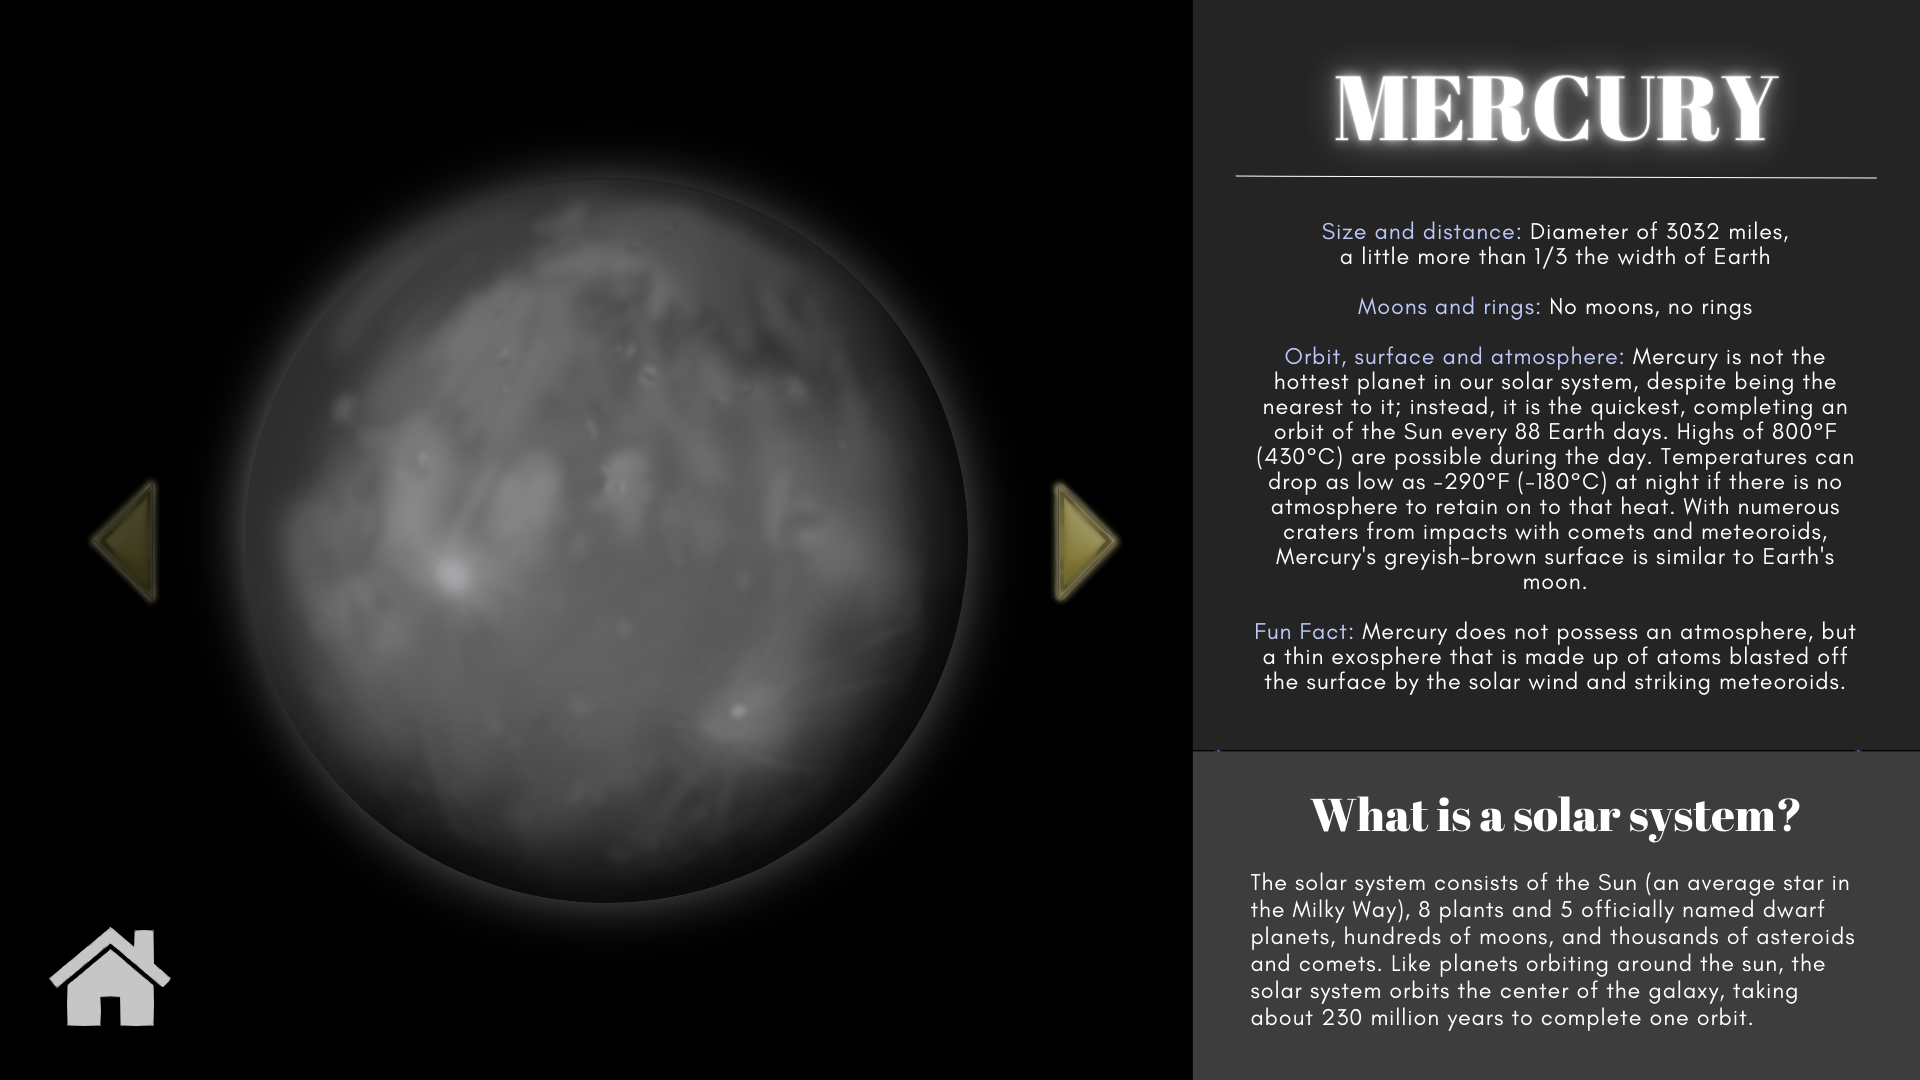 MERCURY
Size and distance: Diameter of 3032 miles,
a little more than 1/3 the width of Earth
Moons and rings: No moons, no rings
Orbit, surface and atmosphere: Mercury is not the
hottest planet in our solar system, despite being the
nearest to it; instead, it is the quickest, completing an
orbit of the Sun every 88 Earth days. Highs of 800°F
(430°C) are possible during the day. Temperatures can
drop as low as -290°F (-180°C) at night if there is no
atmosphere to retain on to that heat. With numerous
craters from impacts with comets and meteoroids,
Mercury's greyish-brown surface is similar to Earth's
moon.
Fun Fact: Mercury does not possess an atmosphere, but
a thin exosphere that is made up of atoms blasted off
the surface by the solar wind and striking meteoroids.
What is a solar system?
The solar system consists of the Sun (an average star in
the Milky Way), 8 plants and 5 officially named dwarf
planets, hundreds of moons, and thousands of asteroids
and comets. Like planets orbiting around the sun, the
solar system orbits the center of the galaxy, taking
about 230 million years to complete one orbit.